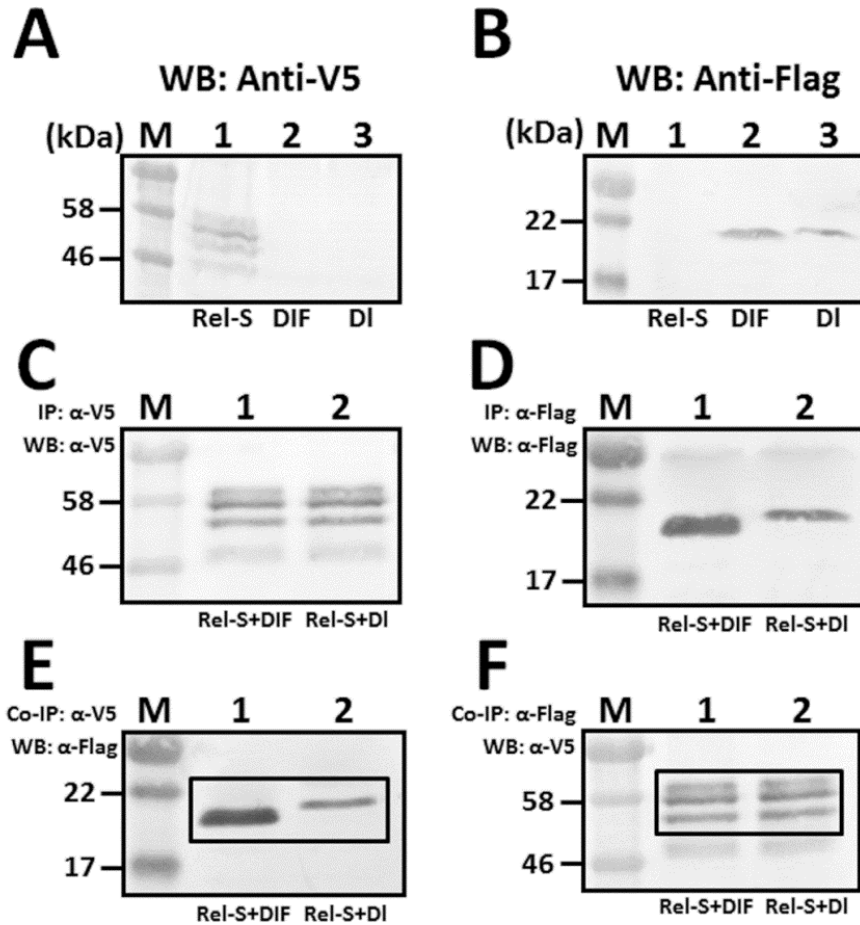 A
WB: Anti-V5
(kDa) M 1 2 3
58
46
Rel-S DIF Dl
B
WB: Anti-Flag
(kDa) M 1 2 3
22
17
Rel-S DIF Dl
C
IP: α-V5 M 1 2
WB: α-V5
58
46
Rel-S+DIF Rel-S+Dl
D
IP: α-Flag M 1 2
WB: α-Flag
22
17
Rel-S+DIF Rel-S+Dl
E
Co-IP: α-V5 M 1 2
WB: α-Flag
22
17
Rel-S+DIF Rel-S+Dl
F
Co-IP: α-Flag M 1 2
WB: α-V5
58
46
Rel-S+DIF Rel-S+Dl